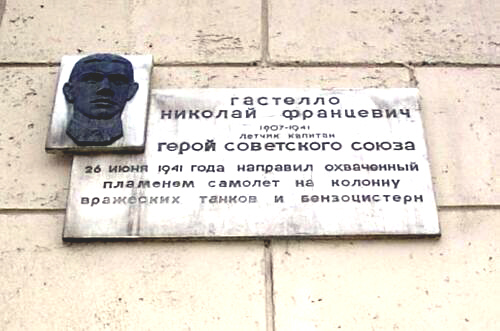 ГАСТЕЛЛО
НИКОЛАЙ ФРАНЦЕВИЧ
1907-1941
ЛЕТЧИК КАПИТАН
ГЕРОЙ СОВЕТСКОГО СОЮЗА
26 ИЮНЯ 1941 ГОДА НАПРАВИЛ ОХВАЧЕННЫЙ
ПЛАМЕНЕМ САМОЛЕТ НА КОЛОННУ
ВРАЖЕСКИХ ТАНКОВ И БЕНЗОЦИСТЕРН